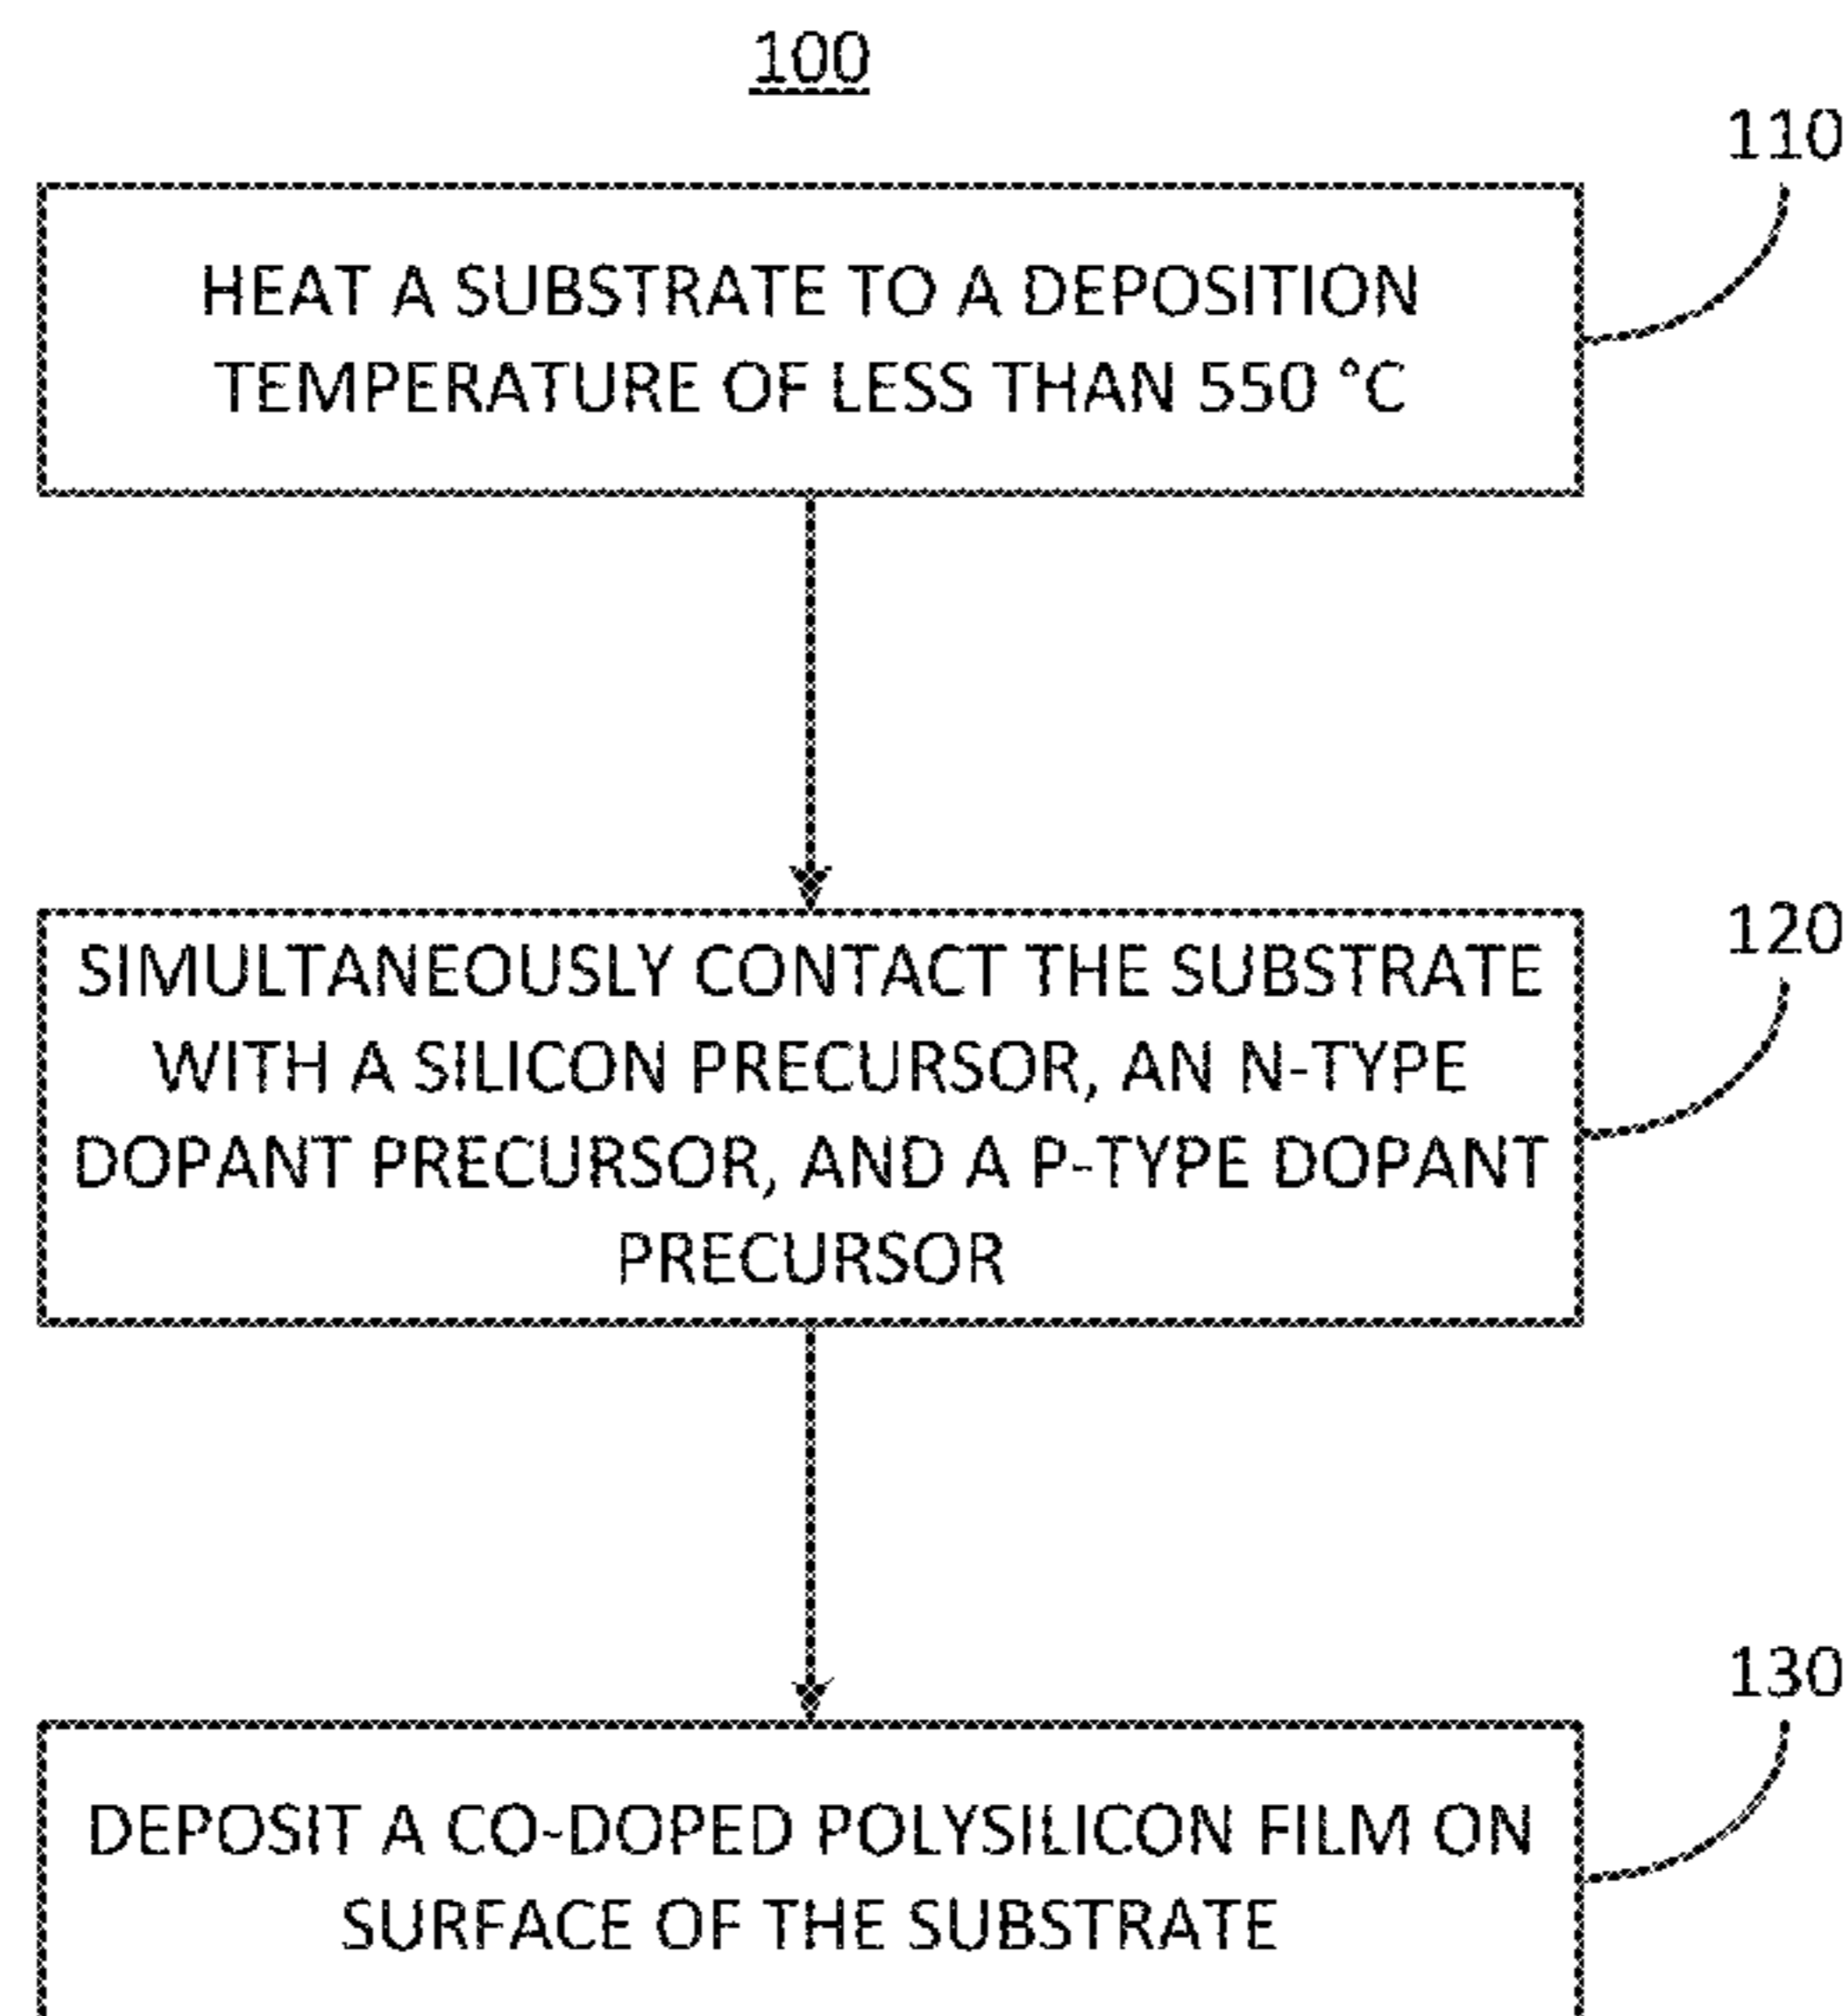 100
110
HEAT A SUBSTRATE TO A DEPOSITION
TEMPERATURE OF LESS THAN 550 °C
120
SIMULTANEOUSLY CONTACT THE SUBSTRATE
WITH A SILICON PRECURSOR, AN N-TYPE
DOPANT PRECURSOR, AND A P-TYPE DOPANT
PRECURSOR
130
DEPOSIT A CO-DOPED POLYSILICON FILM ON
SURFACE OF THE SUBSTRATE